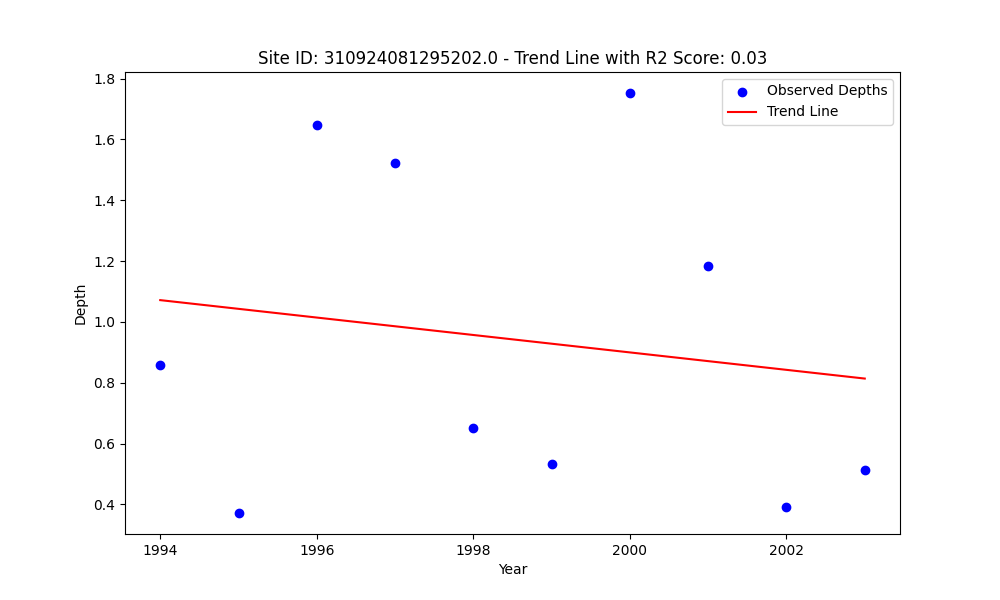 Site ID: 310924081295202.0 - Trend Line with R2 Score: 0.03
Observed Depths
Trend Line
1.8
1.6
1.4
1.2
1.0
0.8
0.6
0.4
Depth
1994
1996
1998
2000
2002
Year